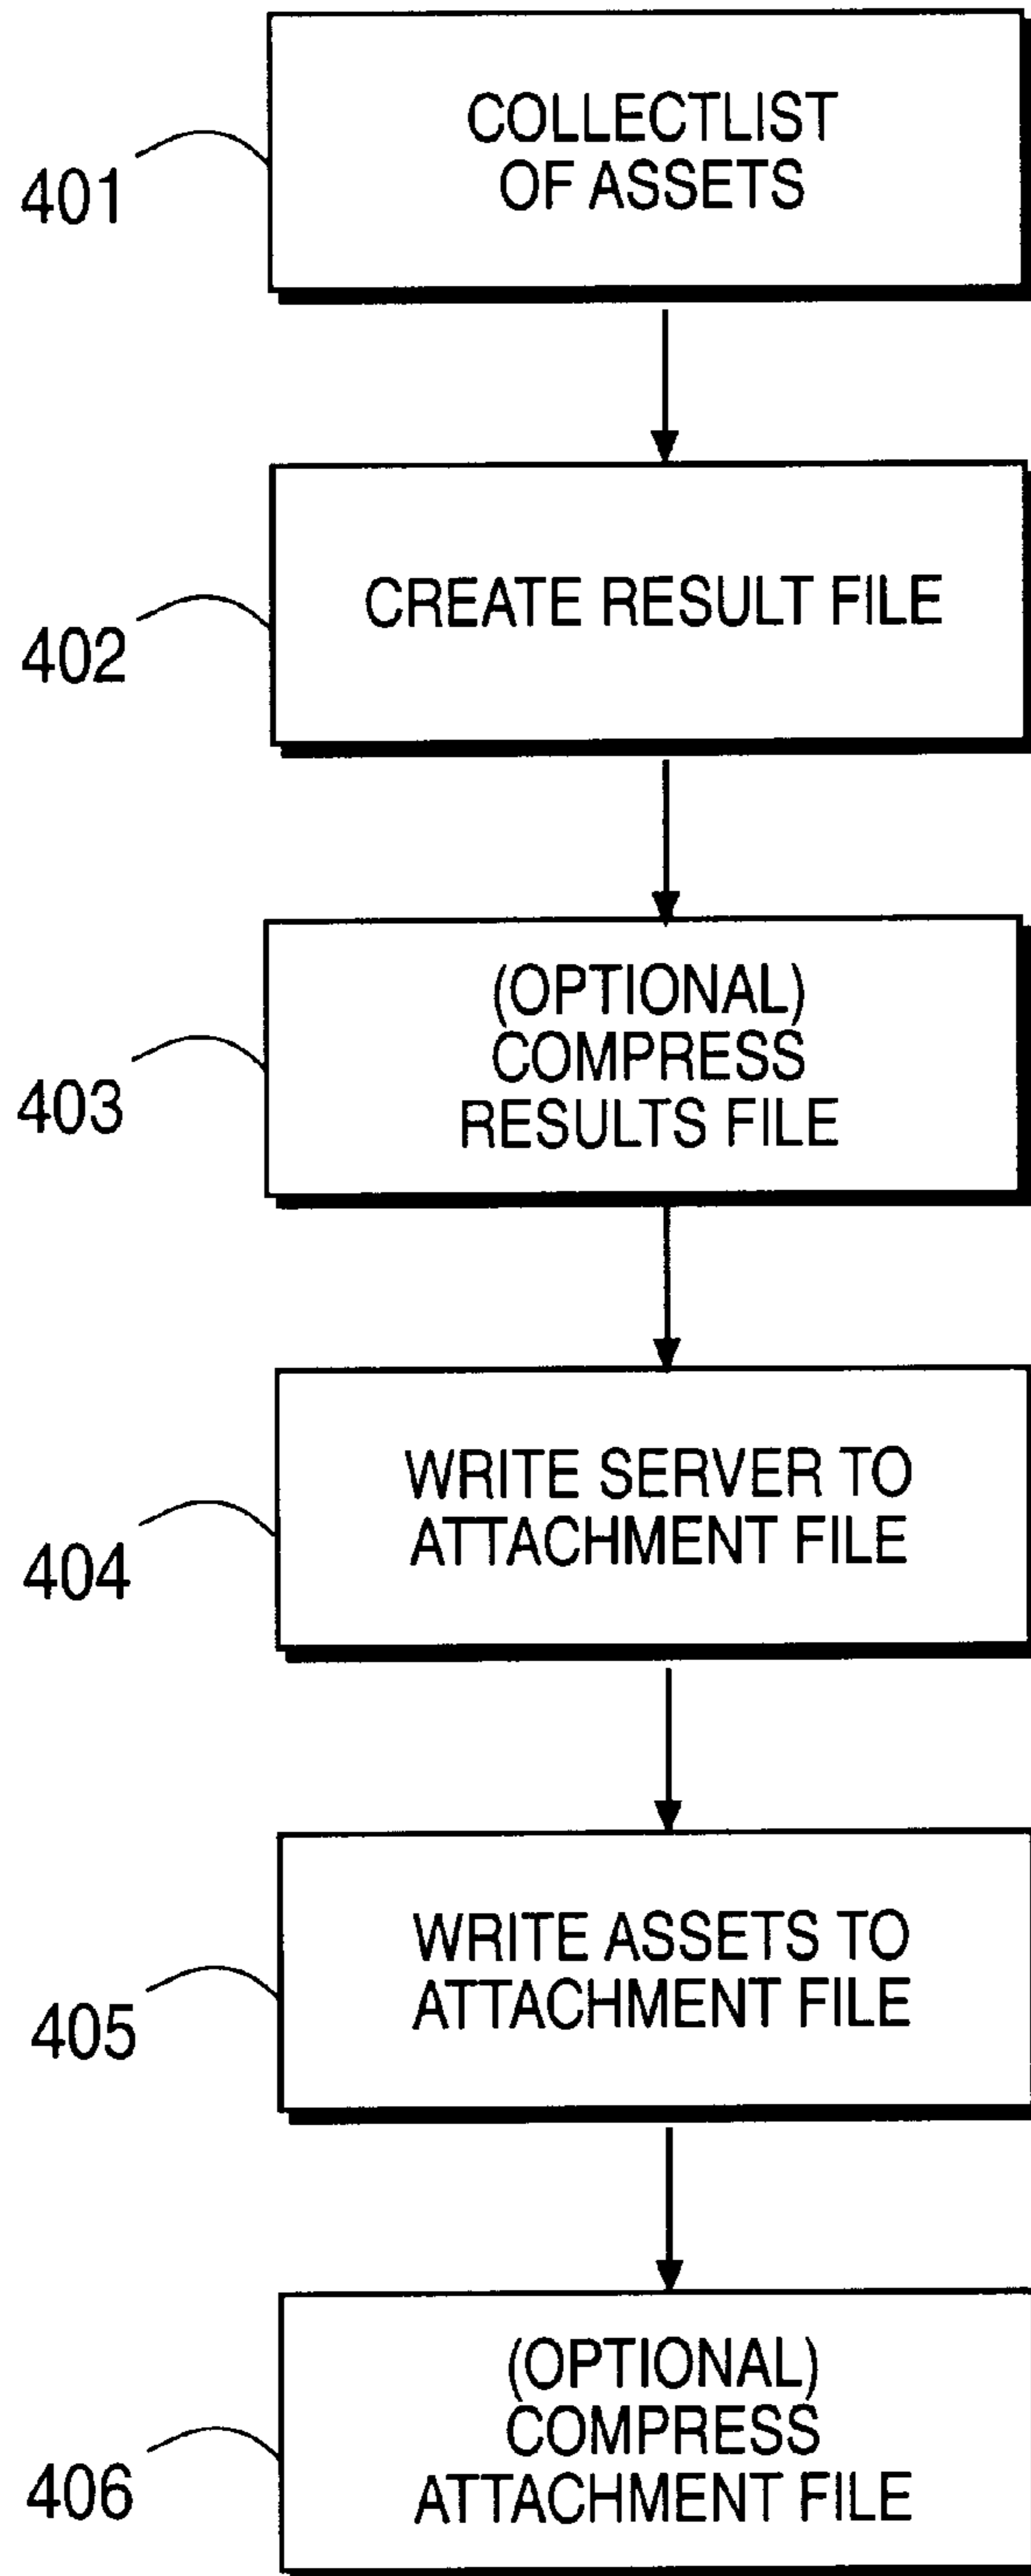 COLLECTLIST
OF ASSETS
401
CREATE RESULT FILE
402
(OPTIONAL)
COMPRESS
RESULTS FILE
403
WRITE SERVER TO
ATTACHMENT FILE
404
WRITE ASSETS TO
ATTACHMENT FILE
405
(OPTIONAL)
COMPRESS
ATTACHMENT FILE
406